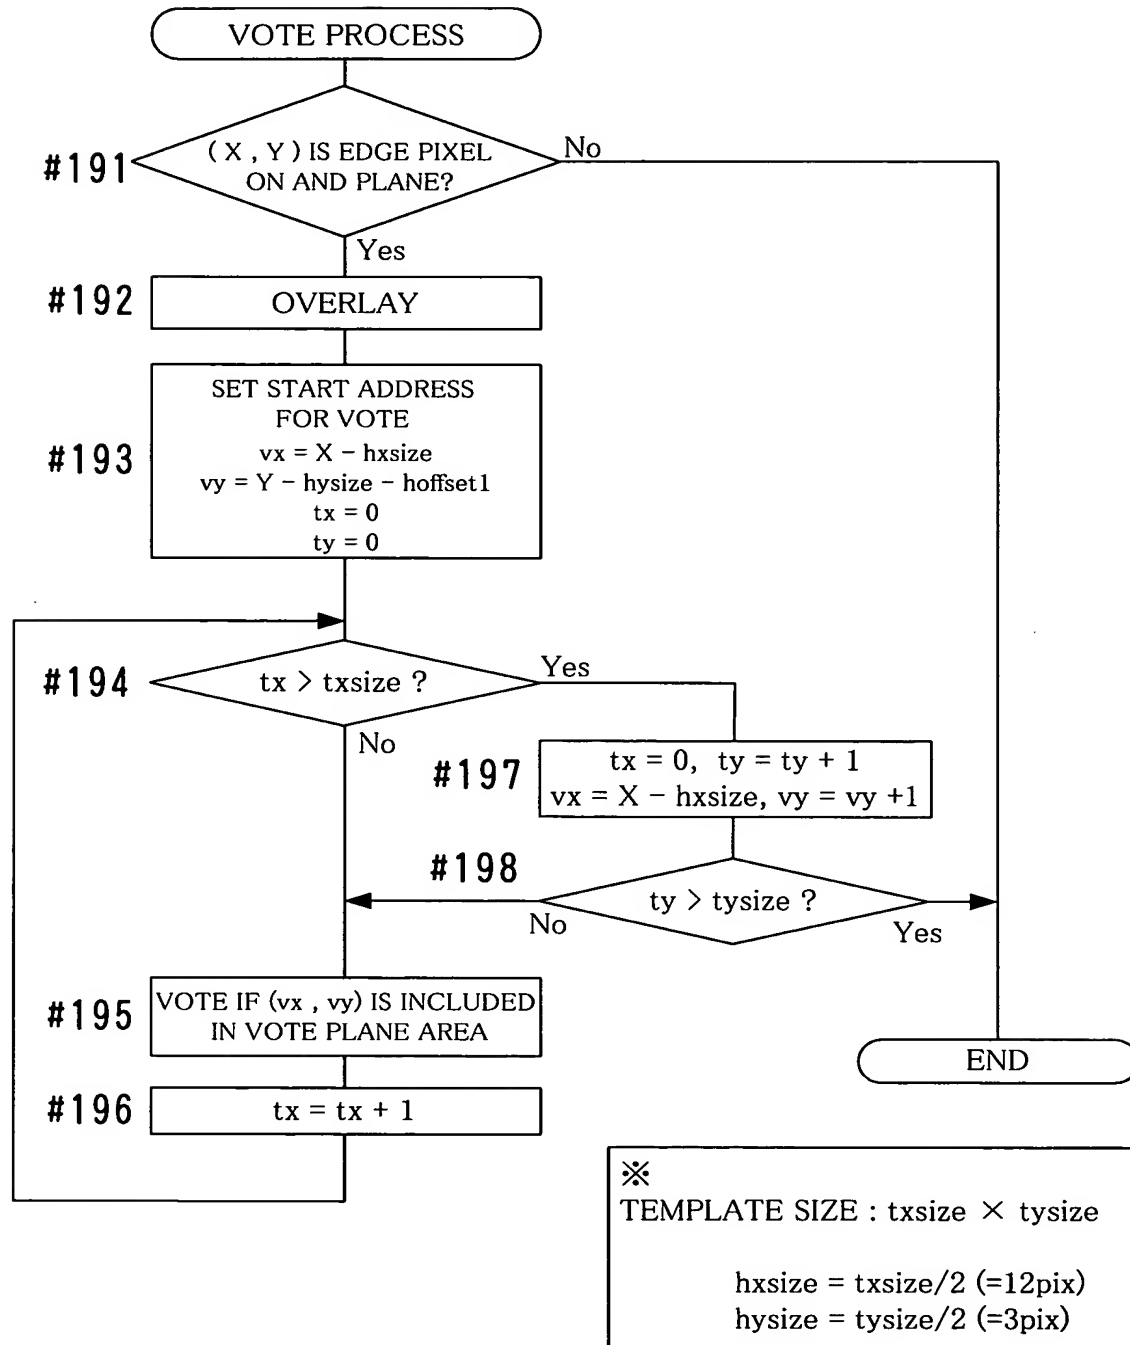 VOTE PROCESS
#191
( X , Y ) IS EDGE PIXEL
ON AND PLANE?
No
Yes
#192
OVERLAY
#193
SET START ADDRESS
FOR VOTE
vx = X − hxsize
vy = Y − hysize − hoffset1
tx = 0
ty = 0
#194
tx > txsize ?
Yes
No
#197
tx = 0, ty = ty + 1
vx = X − hxsize, vy = vy +1
#198
ty > tysize ?
No
Yes
#195
VOTE IF (vx , vy) IS INCLUDED
IN VOTE PLANE AREA
END
#196
tx = tx + 1
※
TEMPLATE SIZE : txsize × tysize
hxsize = txsize/2 (=12pix)
hysize = tysize/2 (=3pix)